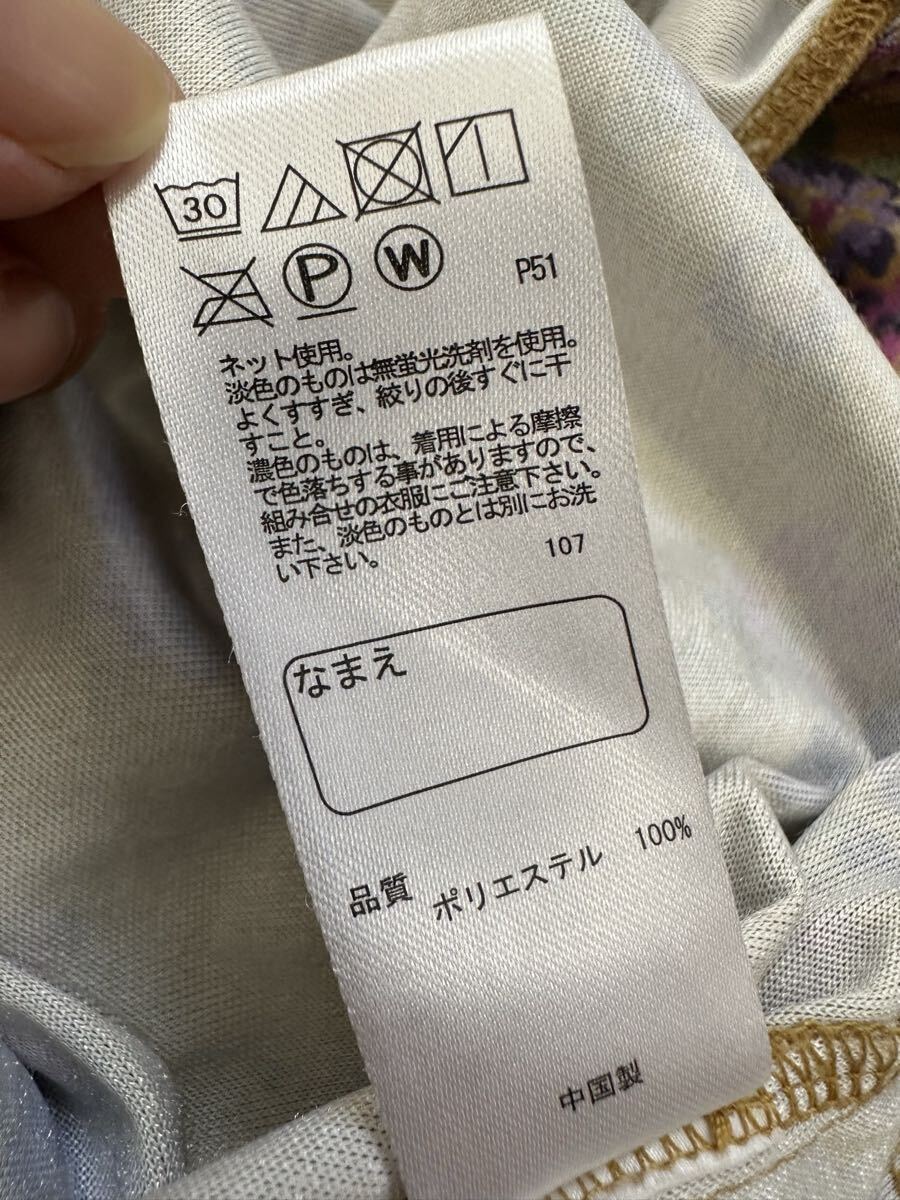 30
P W P51
ネット使用。
淡色のものは無蛍光洗剤を使用。
よくすすぎ、絞りの後すぐに干
すこと。
濃色のものは、着用による摩擦
で色落ちする事がありますので、
組み合せの衣服にご注意下さい。
また、淡色のものとは別にお洗
い下さい。 107
なまえ
品質 ポリエステル 100%
中国製